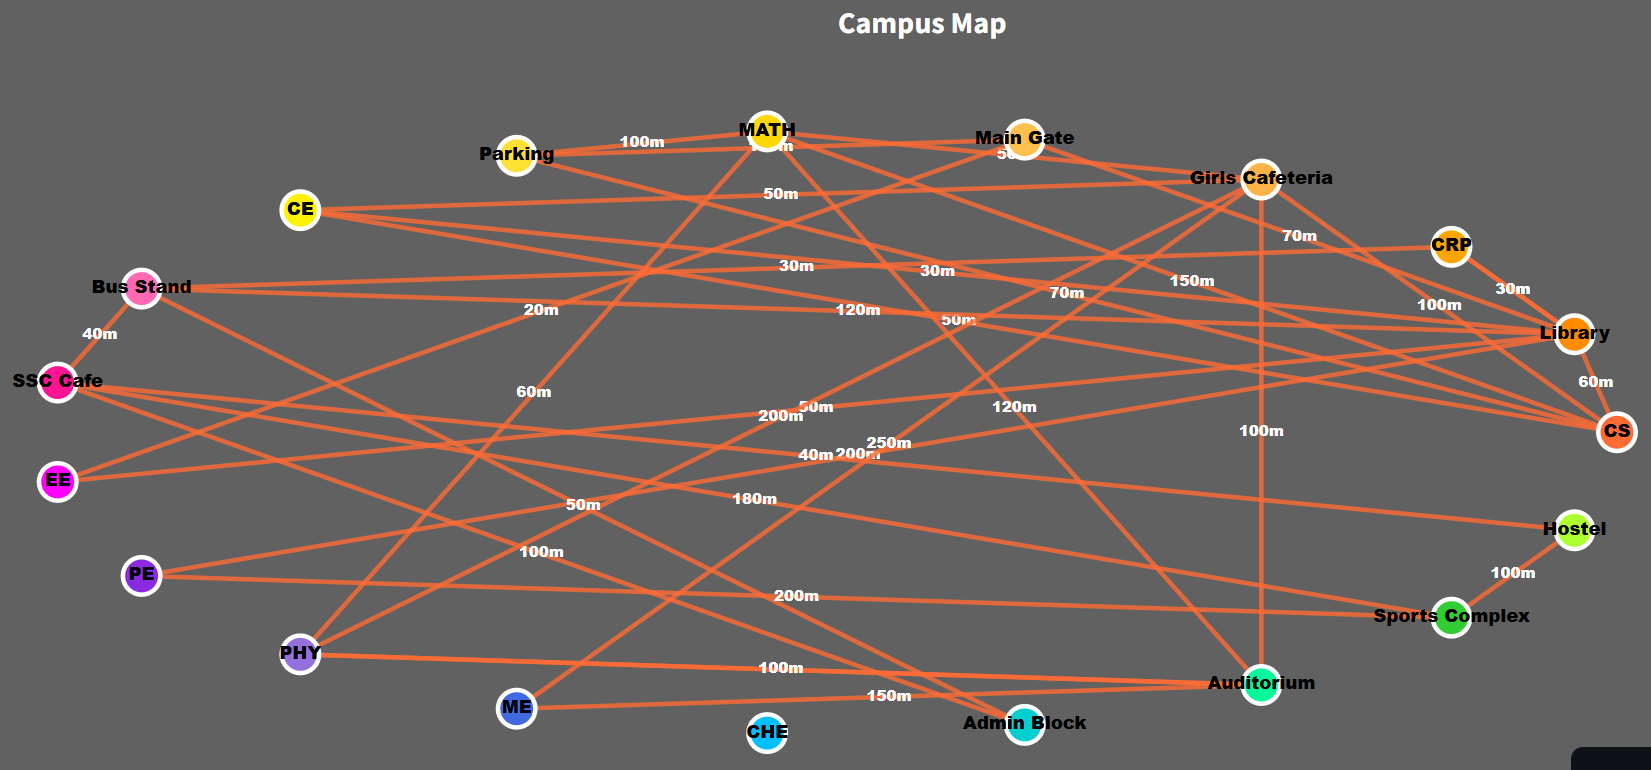 Campus Map
MATH
Main Gate
100m
Parking
50m
Girls Cafeteria
50m
CE
70m
CRP
30m
30m
150m
Bus Stand
30m
70m
100m
20m
120m
50m
40m
Library
SSC Cafe
60m
60m
50m
120m
200m
100m
CS
250m
40m
200m
EE
180m
50m
Hostel
100m
100m
PE
200m
Sports Complex
PHY
100m
Auditorium
150m
ME
Admin Block
CHE